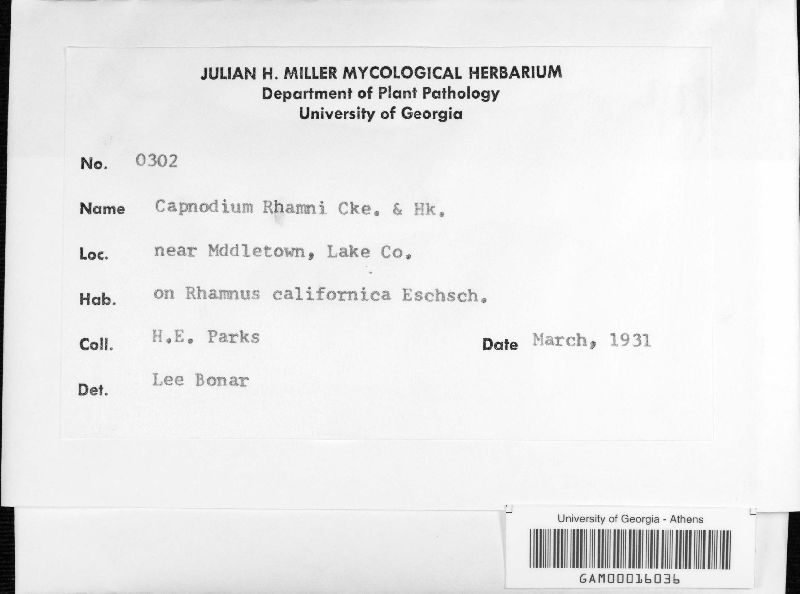 JULIAN H. MILLER MYCOLOGICAL HERBARIUM
Department of Plant Pathology
University of Georgia
No. 0302
Name Capnodium Rhamni Cke. & Hk.
Loc. near Mddletown, Lake Co.
Hab. on Rhamnus californica Eschsch.
Coll. H.E. Parks Date March, 1931
Det. Lee Bonar
University of Georgia - Athens
GAM00016036